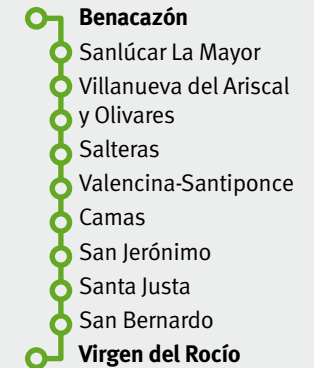 Benacazón
Sanlúcar La Mayor
Villanueva del Ariscal
y Olivares
Salteras
Valencina-Santiponce
Camas
San Jerónimo
Santa Justa
San Bernardo
Virgen del Rocío